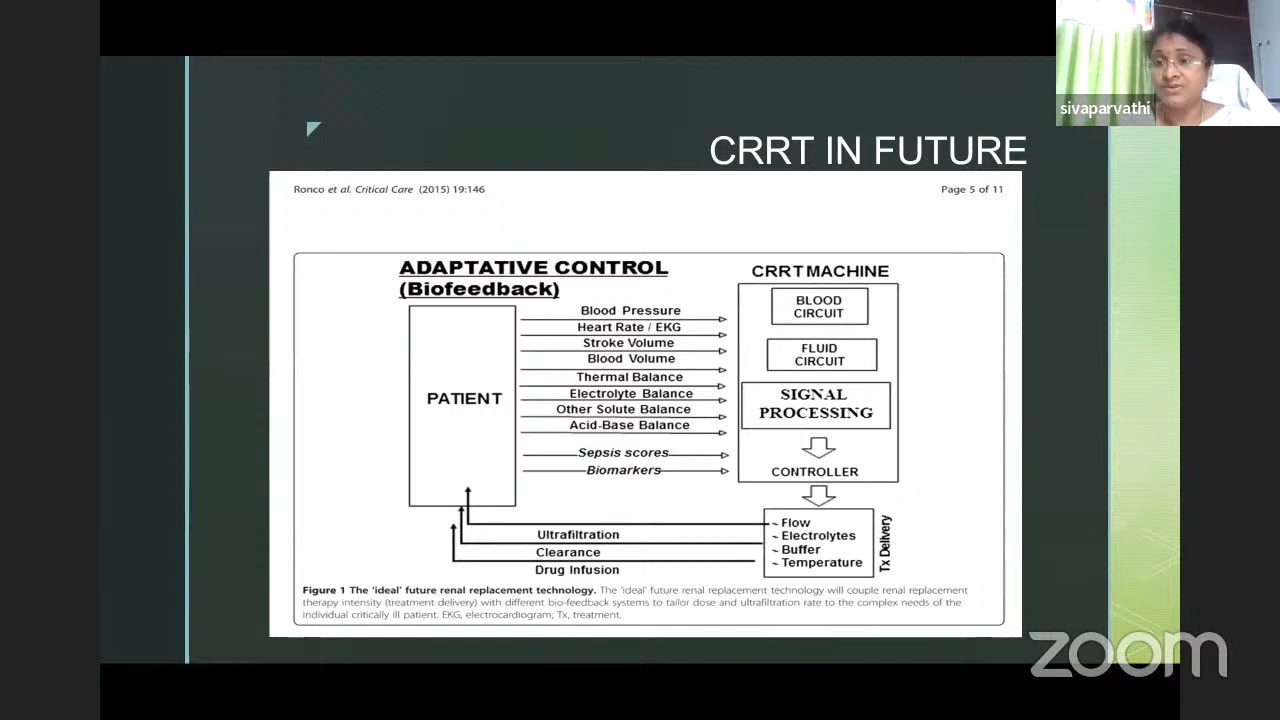 sivaparvathi
CRRT IN FUTURE
Ronco et al. Critical Care (2015) 19:146
Page 5 of 11
ADAPTATIVE CONTROL
(Biofeedback)
CRRT MACHINE
BLOOD
CIRCUIT
FLUID
CIRCUIT
SIGNAL
PROCESSING
CONTROLLER
PATIENT
Blood Pressure
Heart Rate / EKG
Stroke Volume
Blood Volume
Thermal Balance
Electrolyte Balance
Other Solute Balance
Acid-Base Balance
Sepsis scores
Biomarkers
~ Flow
~ Electrolytes
~ Buffer
~ Temperature
Tx Delivery
Ultrafiltration
Clearance
Drug Infusion
Figure 1 The ‘ideal’ future renal replacement technology. The ‘ideal’ future renal replacement technology will couple renal replacement
therapy intensity (treatment delivery) with different bio-feedback systems to tailor dose and ultrafiltration rate to the complex needs of the
individual critically ill patient. EKG, electrocardiogram; Tx, treatment.
zoom